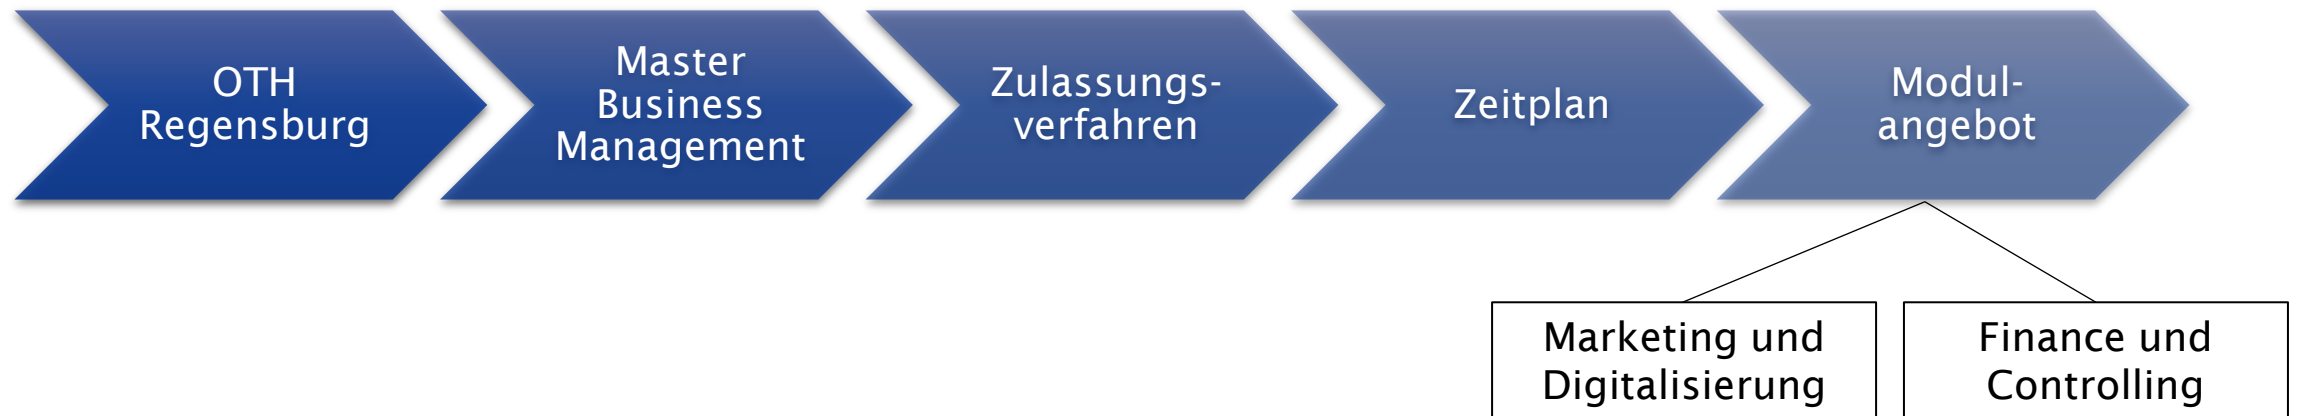 OTH
Regensburg
Master
Business
Management
Zulassungs-
verfahren
Zeitplan
Modul-
angebot
Marketing und
Digitalisierung
Finance und
Controlling